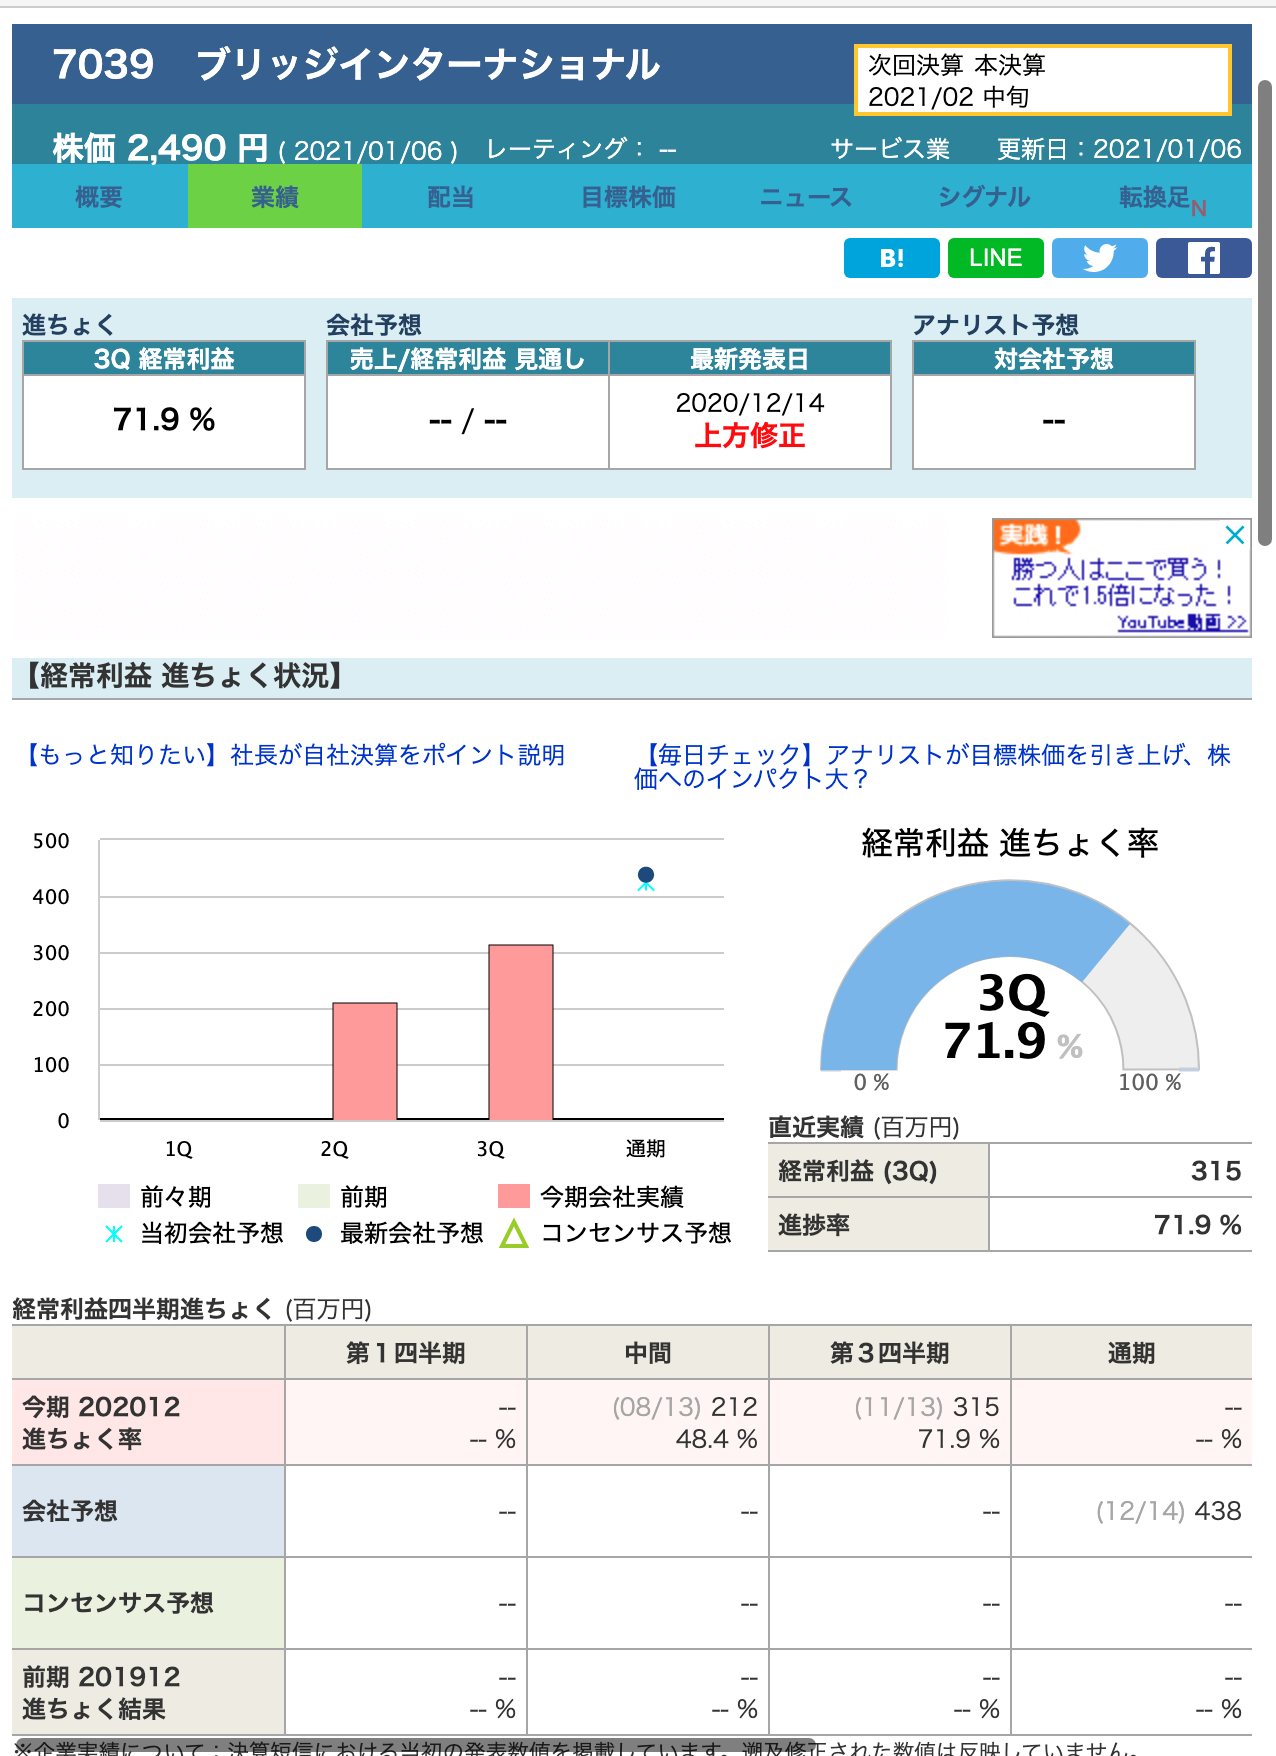 7039　ブリッジインターナショナル
次回決算 本決算
2021/02 中旬
株価 2,490 円 ( 2021/01/06 ) レーティング： -- サービス業 更新日：2021/01/06
概要 業績 配当 目標株価 ニュース シグナル 転換足N
B! LINE
進ちょく 会社予想 アナリスト予想
3Q 経常利益 売上/経常利益 見通し 最新発表日 対会社予想
71.9 % -- / -- 2020/12/14 --
上方修正
実践！
勝つ人はここで買う！
これで1.5倍になった！
YouTube動画 >>
【経常利益 進ちょく状況】
【もっと知りたい】社長が自社決算をポイント説明
【毎日チェック】アナリストが目標株価を引き上げ、株
価へのインパクト大？
500
400
300
200
100
0
1Q 2Q 3Q 通期
前々期 前期 今期会社実績
当初会社予想 最新会社予想 コンセンサス予想
経常利益 進ちょく率
3Q
71.9 %
0 % 100 %
直近実績 (百万円)
経常利益 (3Q) 315
進捗率 71.9 %
経常利益四半期進ちょく (百万円)
第１四半期 中間 第３四半期 通期
今期 202012 -- (08/13) 212 (11/13) 315 --
進ちょく率 -- % 48.4 % 71.9 % -- %
会社予想 -- -- -- (12/14) 438
コンセンサス予想 -- -- -- --
前期 201912 -- -- -- --
進ちょく結果 -- % -- % -- % -- %
※企業実績について：決算短信における当初の発表数値を掲載しています。遡及修正された数値は反映していません。